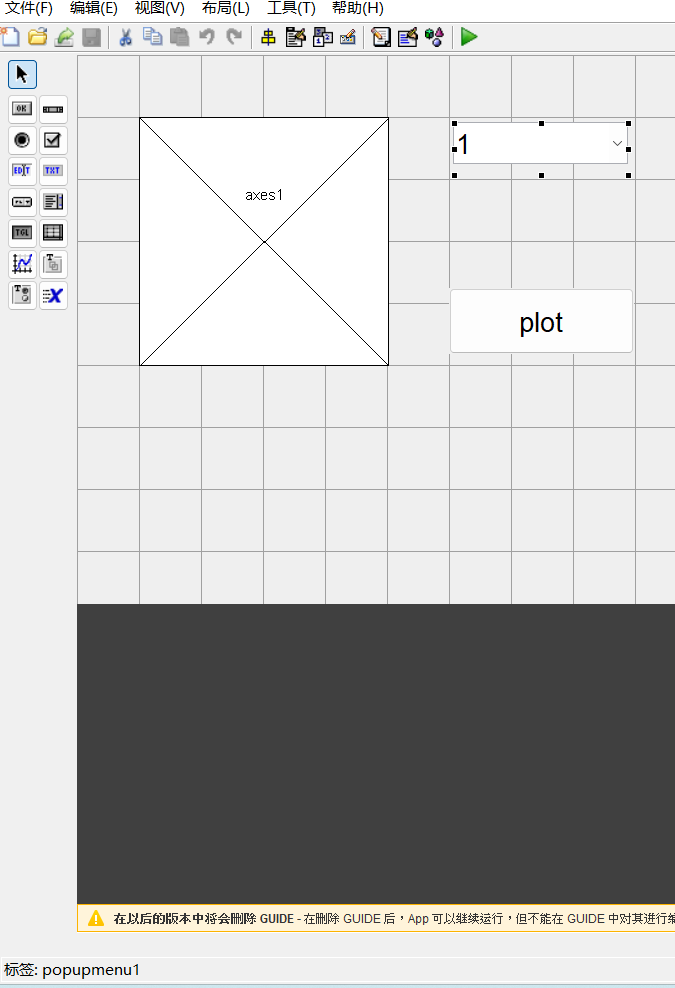 文件(F) 编辑(E) 视图(V) 布局(L) 工具(T) 帮助(H)
OK
EDIT TXT
TGL
axes1
1
plot
在以后的版本中将会删除 GUIDE - 在删除 GUIDE 后，App 可以继续运行，但不能在 GUIDE 中对其进行编
标签: popupmenu1